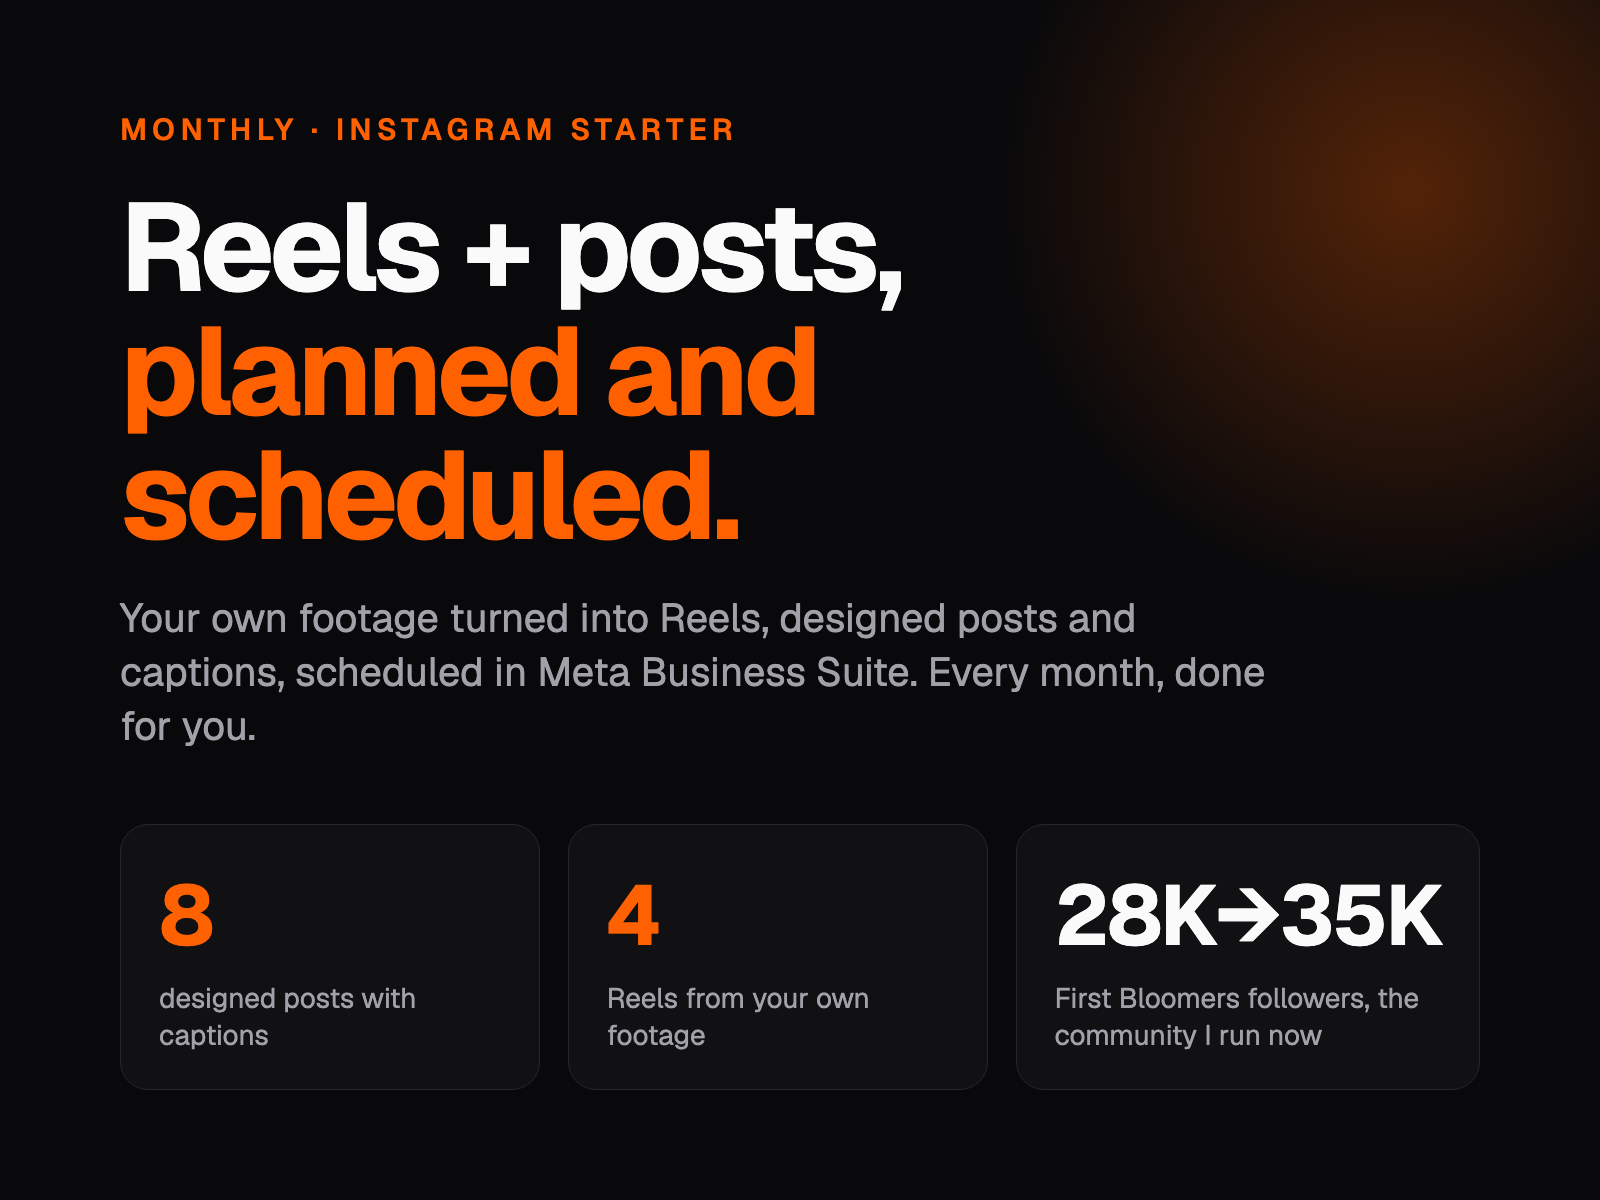 MONTHLY · INSTAGRAM STARTER
Reels + posts,
planned and
scheduled.
Your own footage turned into Reels, designed posts and
captions, scheduled in Meta Business Suite. Every month, done
for you.
8
designed posts with
captions
4
Reels from your own
footage
28K→35K
First Bloomers followers, the
community I run now